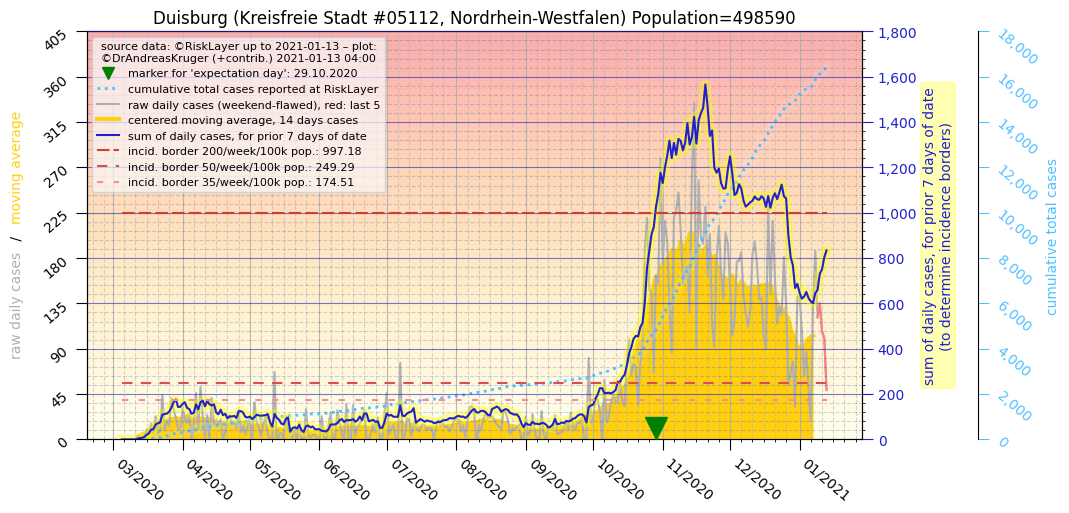 Duisburg (Kreisfreie Stadt #05112, Nordrhein-Westfalen) Population=498590
source data: ©RiskLayer up to 2021-01-13 – plot:
©DrAndreasKruger (+contrib.) 2021-01-13 04:00
marker for 'expectation day': 29.10.2020
cumulative total cases reported at RiskLayer
raw daily cases (weekend-flawed), red: last 5
centered moving average, 14 days cases
sum of daily cases, for prior 7 days of date
incid. border 200/week/100k pop.: 997.18
incid. border 50/week/100k pop.: 249.29
incid. border 35/week/100k pop.: 174.51
raw daily cases / moving average
405
360
315
270
225
180
135
90
45
0
03/2020
04/2020
05/2020
06/2020
07/2020
08/2020
09/2020
10/2020
11/2020
12/2020
01/2021
1,800
1,600
1,400
1,200
1,000
800
600
400
200
0
sum of daily cases, for prior 7 days of date
(to determine incidence borders)
18,000
16,000
14,000
12,000
10,000
8,000
6,000
4,000
2,000
0
cumulative total cases